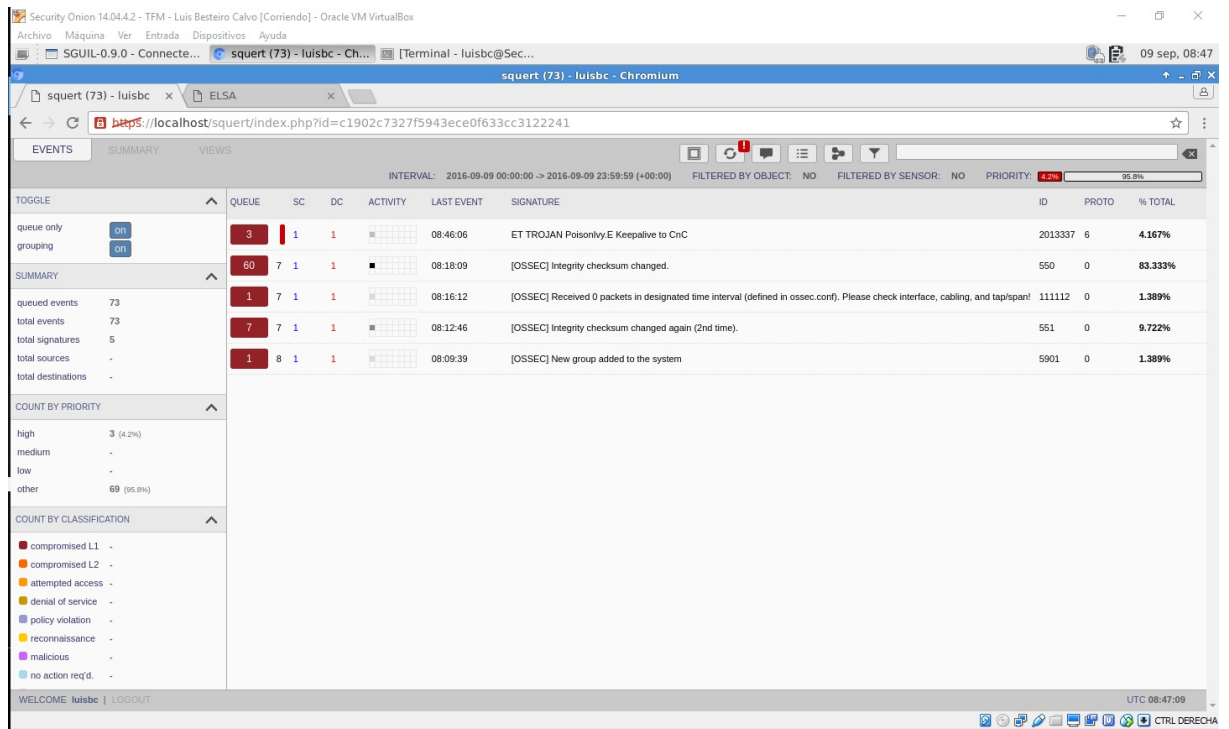 Security Onion 14.04.4.2 - TFM - Luis Besteiro Calvo [Corriendo] - Oracle VM VirtualBox
Archivo Máquina Ver Entrada Dispositivos Ayuda
SGUIL-0.9.0 - Connecte... squert (73) - luisbc - Ch... [Terminal - luisbc@Sec... 09 sep, 08:47
squert (73) - luisbc - Chromium
squert (73) - luisbc ELSA
https://localhost/squert/index.php?id=c1902c7327f5943ece0f633cc3122241
EVENTS SUMMARY VIEWS
INTERVAL: 2016-09-09 00:00:00 -> 2016-09-09 23:59:59 (+00:00) FILTERED BY OBJECT: NO FILTERED BY SENSOR: NO PRIORITY: 4.2% 95.8%
TOGGLE
queue only on
grouping on
SUMMARY
queued events 73
total events 73
total signatures 5
total sources -
total destinations -
COUNT BY PRIORITY
high 3 (4.2%)
medium -
low -
other 69 (95.8%)
COUNT BY CLASSIFICATION
compromised L1 -
compromised L2 -
attempted access -
denial of service -
policy violation -
reconnaissance -
malicious -
no action req'd. -
QUEUE SC DC ACTIVITY LAST EVENT SIGNATURE ID PROTO % TOTAL
3 1 1 08:46:06 ET TROJAN PoisonIvy.E Keepalive to CnC 2013337 6 4.167%
60 7 1 1 08:18:09 [OSSEC] Integrity checksum changed. 550 0 83.333%
1 7 1 1 08:16:12 [OSSEC] Received 0 packets in designated time interval (defined in ossec.conf). Please check interface, cabling, and tap/span! 111112 0 1.389%
7 7 1 1 08:12:46 [OSSEC] Integrity checksum changed again (2nd time). 551 0 9.722%
1 8 1 1 08:09:39 [OSSEC] New group added to the system 5901 0 1.389%
WELCOME luisbc | LOGOUT UTC 08:47:09
CTRL DERECHA